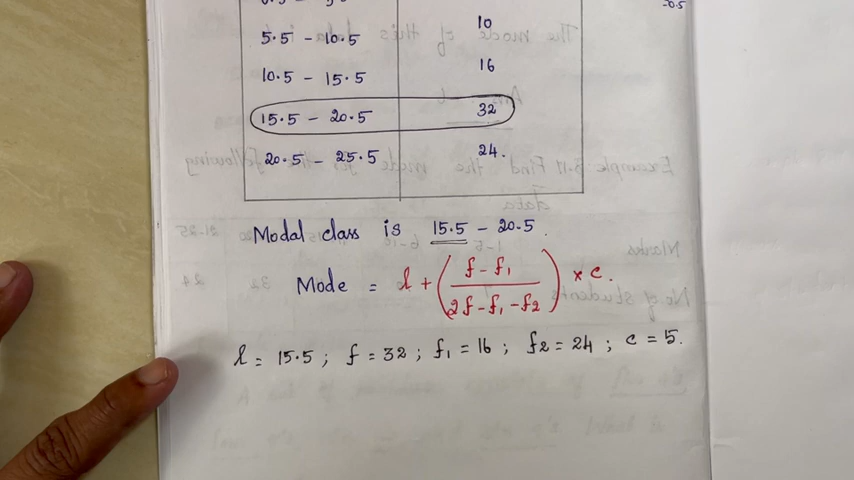 5.5 - 10.5 10
10.5 - 15.5 16
15.5 - 20.5 32
20.5 - 25.5 24.
Modal class is 15.5 - 20.5.
Mode = l + ( f - f₁ / 2f - f₁ - f₂ ) × c.
l = 15.5 ; f = 32 ; f₁ = 16 ; f₂ = 24 ; c = 5.